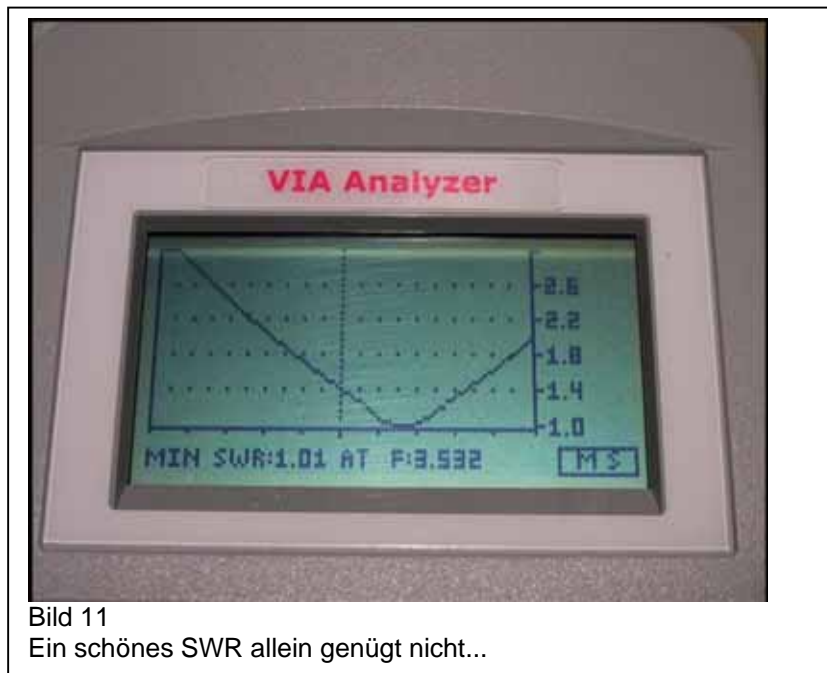 VIA Analyzer
2.6
2.2
1.8
1.4
1.0
MIN SWR:1.01 AT F:3.532
M S
Bild 11
Ein schönes SWR allein genügt nicht...